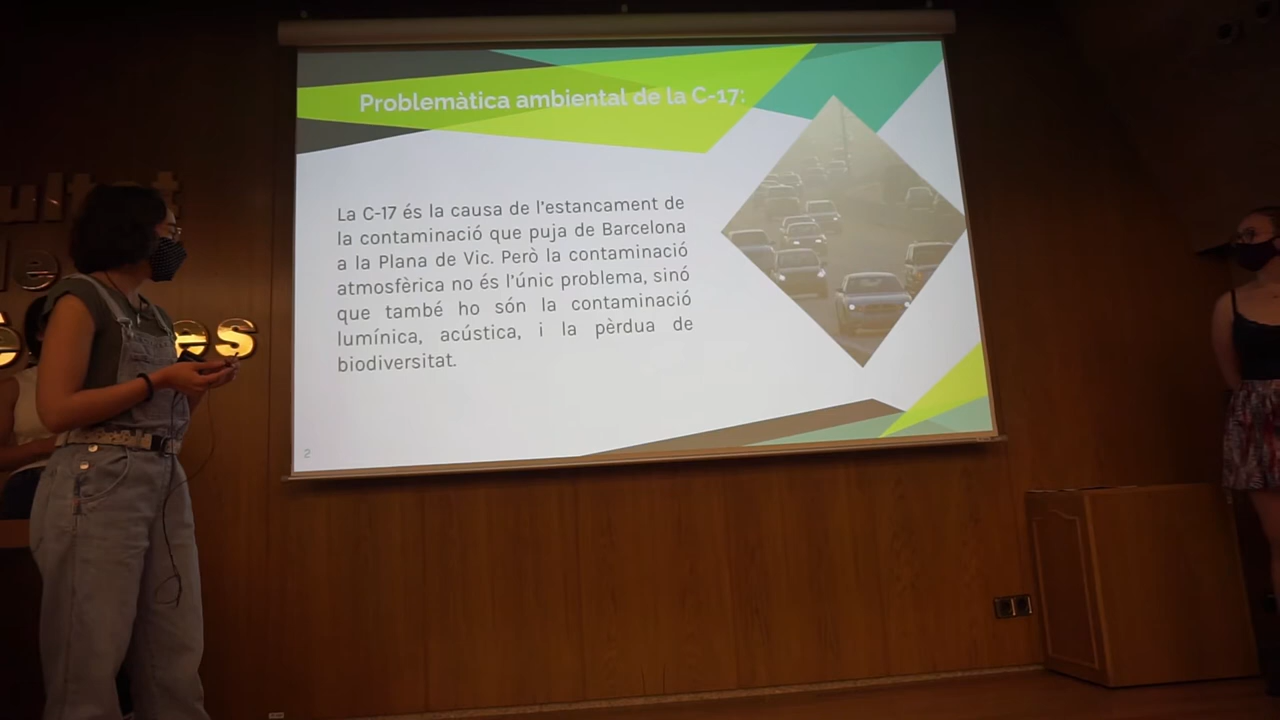 Problemàtica ambiental de la C-17:
La C-17 és la causa de l'estancament de
la contaminació que puja de Barcelona
a la Plana de Vic. Però la contaminació
atmosfèrica no és l'únic problema, sinó
que també ho són la contaminació
lumínica, acústica, i la pèrdua de
biodiversitat.
2